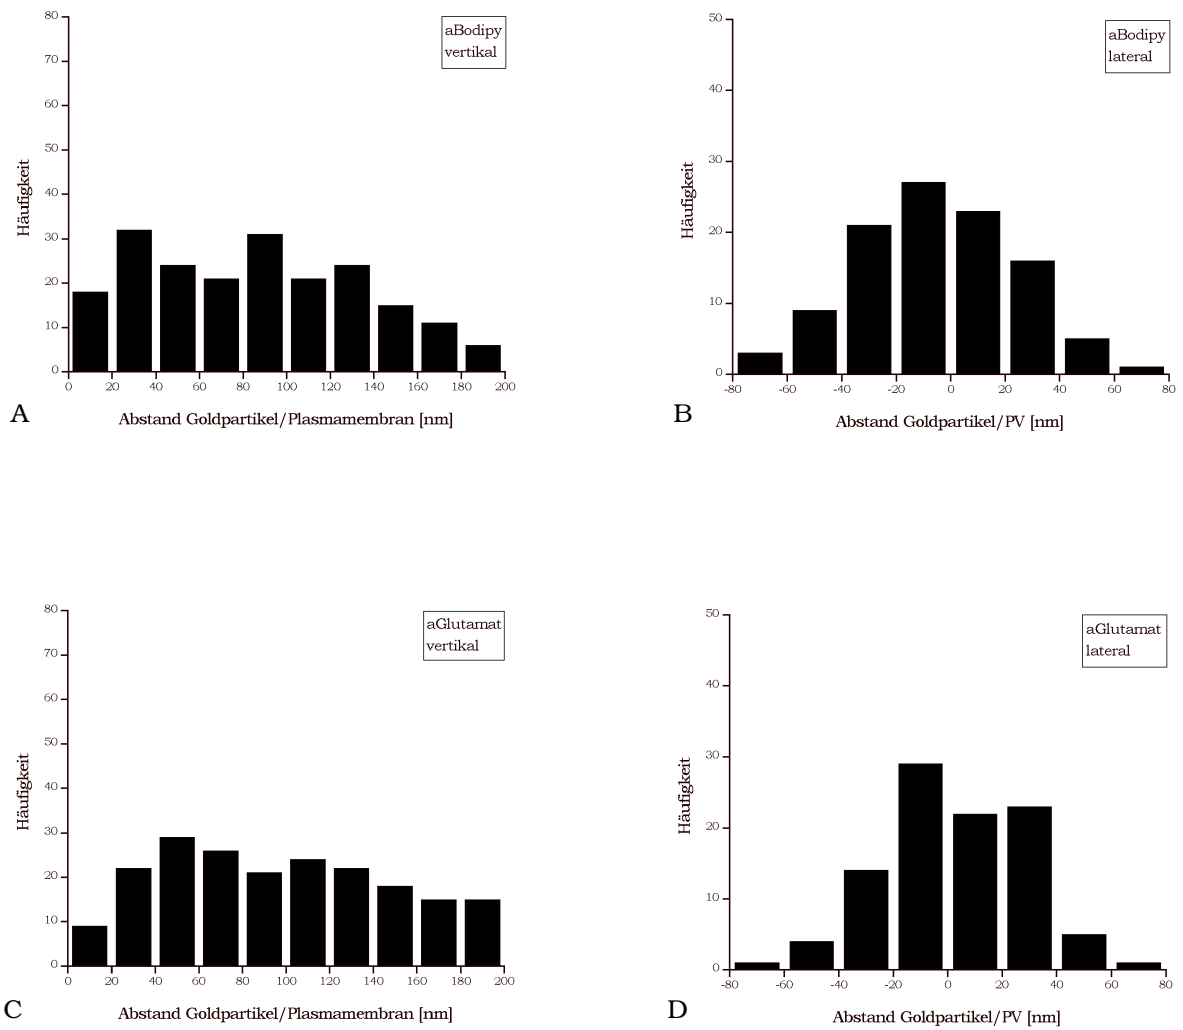 80
70
60
50
40
30
20
10
0
Häufigkeit
aBodipy
vertikal
0 20 40 60 80 100 120 140 160 180 200
Abstand Goldpartikel/Plasmamembran [nm]
A
50
40
30
20
10
0
Häufigkeit
aBodipy
lateral
-80 -60 -40 -20 0 20 40 60 80
Abstand Goldpartikel/PV [nm]
B
80
70
60
50
40
30
20
10
0
Häufigkeit
aGlutamat
vertikal
0 20 40 60 80 100 120 140 160 180 200
Abstand Goldpartikel/Plasmamembran [nm]
C
50
40
30
20
10
0
Häufigkeit
aGlutamat
lateral
-80 -60 -40 -20 0 20 40 60 80
Abstand Goldpartikel/PV [nm]
D